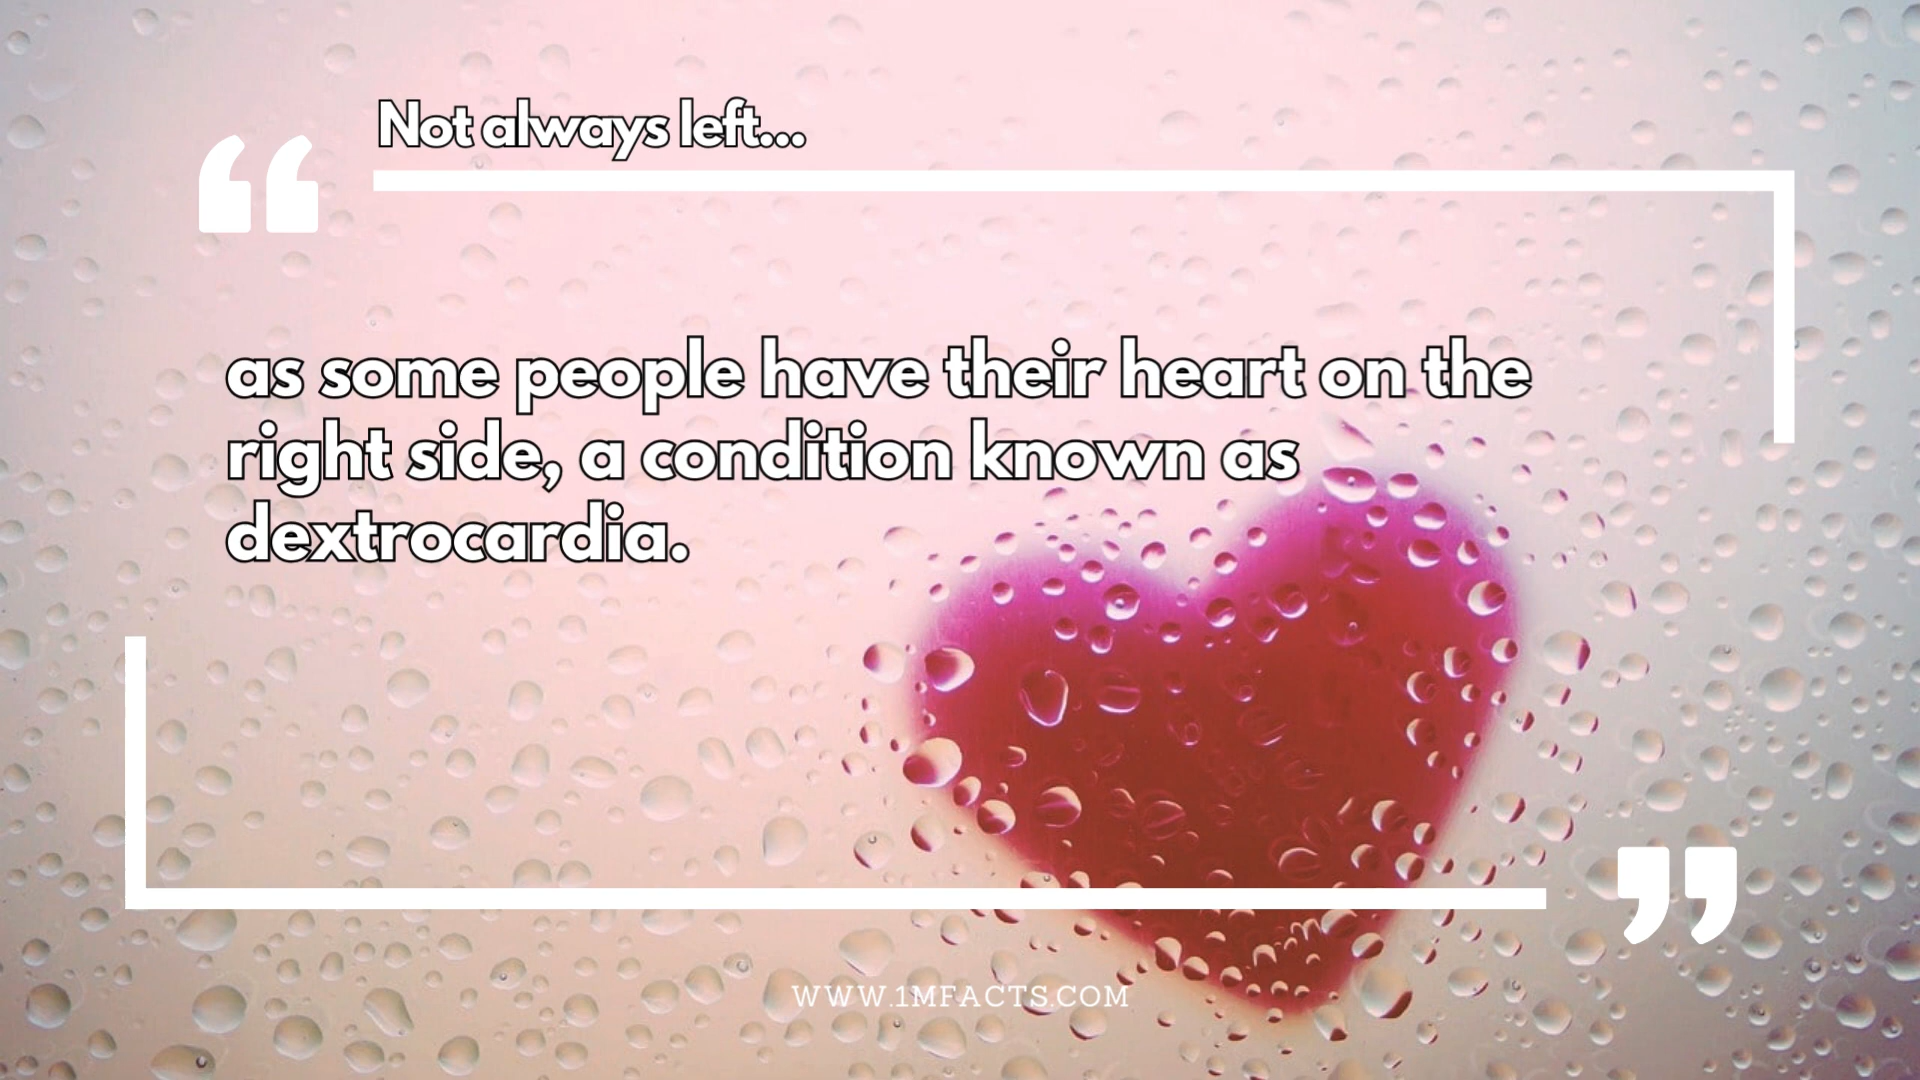 Not always left...
as some people have their heart on the
right side, a condition known as
dextrocardia.
WWW.1MFACTS.COM